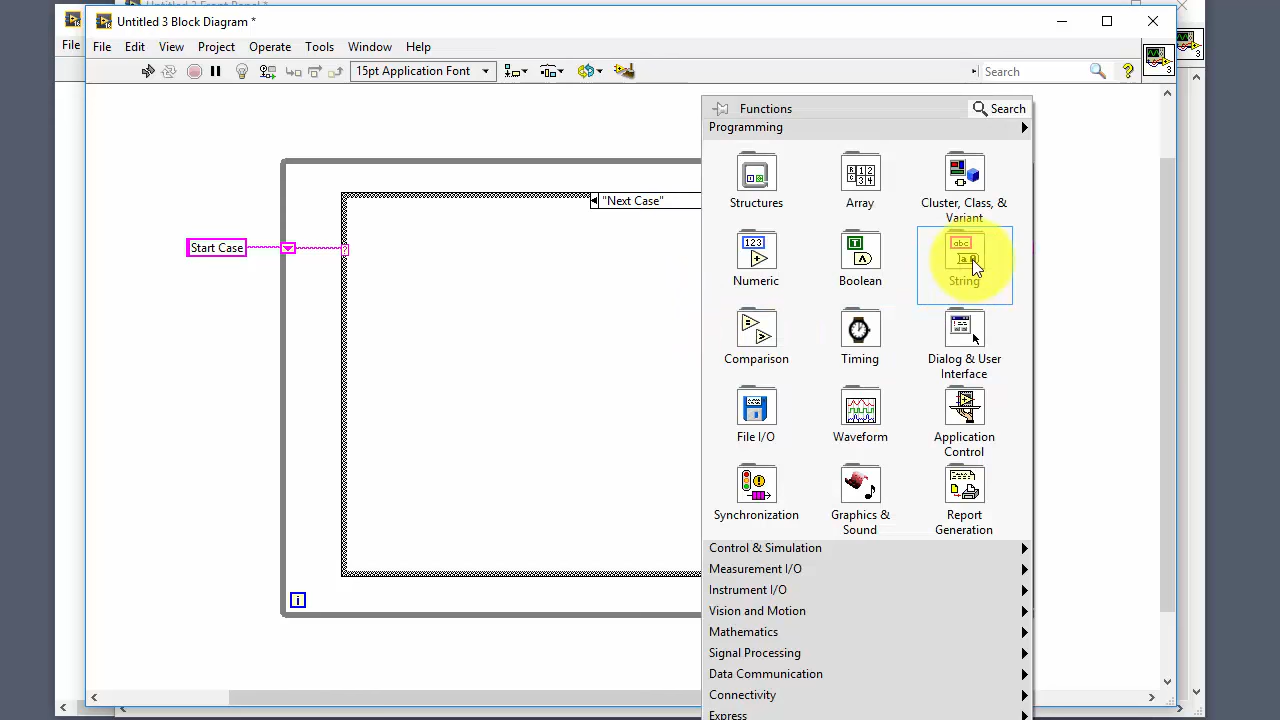 Untitled 3 Block Diagram *
File
File Edit View Project Operate Tools Window Help
15pt Application Font
Search
?
3
3
Functions
Search
Programming
Structures
Array
Cluster, Class, &
Variant
Numeric
Boolean
String
Comparison
Timing
Dialog & User
Interface
File I/O
Waveform
Application
Control
Synchronization
Graphics &
Sound
Report
Generation
Control & Simulation
Measurement I/O
Instrument I/O
Vision and Motion
Mathematics
Signal Processing
Data Communication
Connectivity
Express
"Next Case"
Start Case
?
i